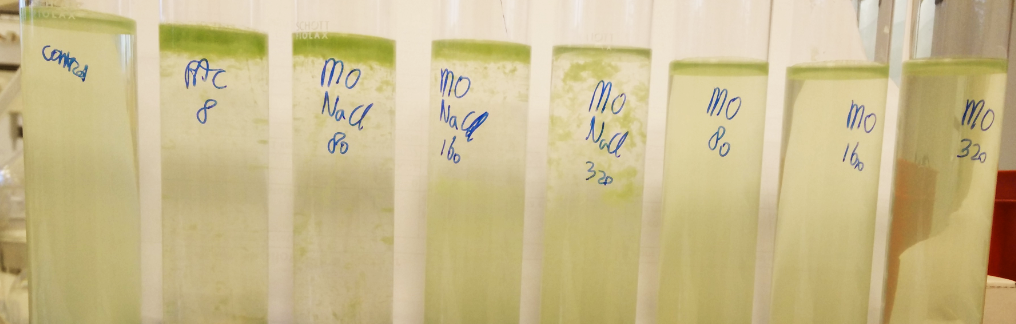 control
PAC
8
MO
NaCl
80
MO
NaCl
160
MO
NaCl
320
MO
80
MO
160
MO
320